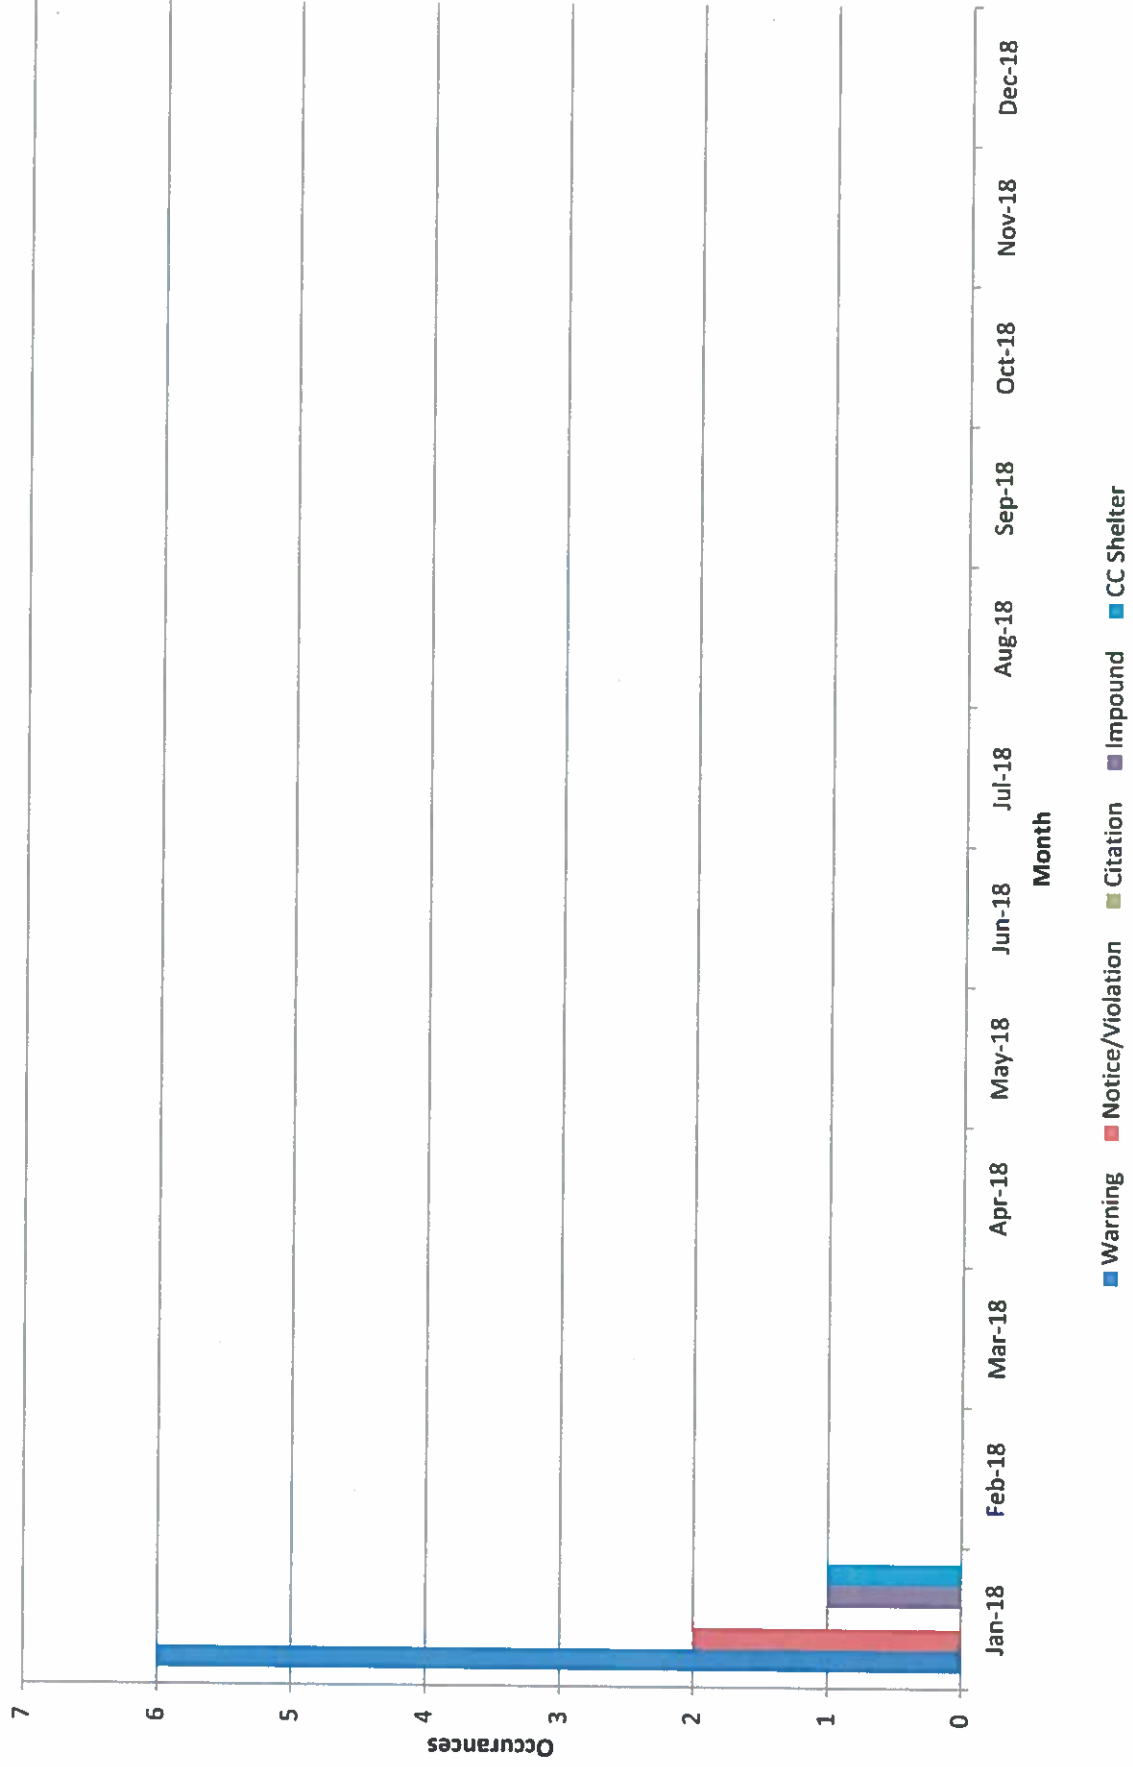 Occurances
7
6
5
4
3
2
1
0
Jan-18 Feb-18 Mar-18 Apr-18 May-18 Jun-18 Jul-18 Aug-18 Sep-18 Oct-18 Nov-18 Dec-18
Month
Warning Notice/Violation Citation Impound CC Shelter